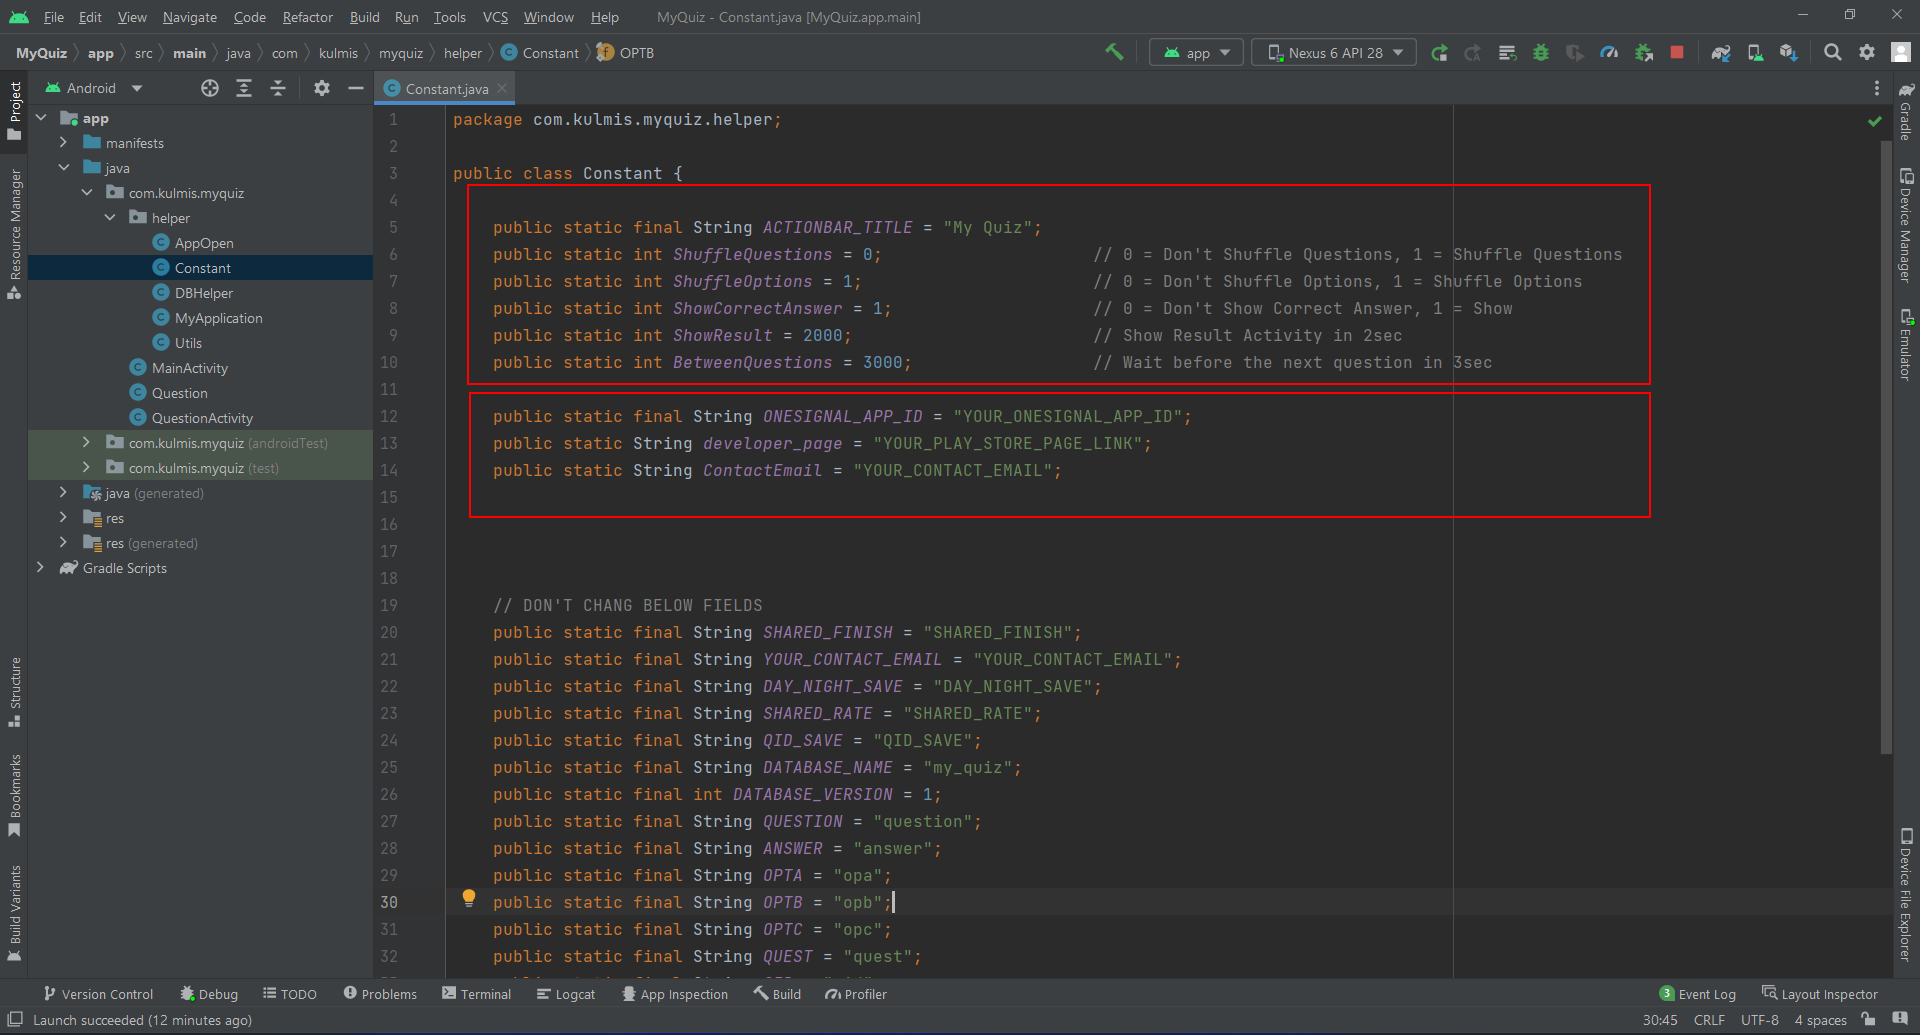 File Edit View Navigate Code Refactor Build Run Tools VCS Window Help MyQuiz - Constant.java [MyQuiz.app.main]
MyQuiz app src main java com kulmis myquiz helper Constant OPTB app Nexus 6 API 28
Android
Constant.java
Project
Resource Manager
Structure
Bookmarks
Build Variants
app
manifests
java
com.kulmis.myquiz
helper
AppOpen
Constant
DBHelper
MyApplication
Utils
MainActivity
Question
QuestionActivity
com.kulmis.myquiz (androidTest)
com.kulmis.myquiz (test)
java (generated)
res
res (generated)
Gradle Scripts
1 package com.kulmis.myquiz.helper;
2
3 public class Constant {
4
5 public static final String ACTIONBAR_TITLE = "My Quiz";
6 public static int ShuffleQuestions = 0; // 0 = Don't Shuffle Questions, 1 = Shuffle Questions
7 public static int ShuffleOptions = 1; // 0 = Don't Shuffle Options, 1 = Shuffle Options
8 public static int ShowCorrectAnswer = 1; // 0 = Don't Show Correct Answer, 1 = Show
9 public static int ShowResult = 2000; // Show Result Activity in 2sec
10 public static int BetweenQuestions = 3000; // Wait before the next question in 3sec
11
12 public static final String ONESIGNAL_APP_ID = "YOUR_ONESIGNAL_APP_ID";
13 public static String developer_page = "YOUR_PLAY_STORE_PAGE_LINK";
14 public static String ContactEmail = "YOUR_CONTACT_EMAIL";
15
16
17
18
19 // DON'T CHANG BELOW FIELDS
20 public static final String SHARED_FINISH = "SHARED_FINISH";
21 public static final String YOUR_CONTACT_EMAIL = "YOUR_CONTACT_EMAIL";
22 public static final String DAY_NIGHT_SAVE = "DAY_NIGHT_SAVE";
23 public static final String SHARED_RATE = "SHARED_RATE";
24 public static final String QID_SAVE = "QID_SAVE";
25 public static final String DATABASE_NAME = "my_quiz";
26 public static final int DATABASE_VERSION = 1;
27 public static final String QUESTION = "question";
28 public static final String ANSWER = "answer";
29 public static final String OPTA = "opa";
30 public static final String OPTB = "opb";
31 public static final String OPTC = "opc";
32 public static final String QUEST = "quest";
Gradle
Device Manager
Emulator
Device File Explorer
Version Control Debug TODO Problems Terminal Logcat App Inspection Build Profiler 3 Event Log Layout Inspector
Launch succeeded (12 minutes ago) 30:45 CRLF UTF-8 4 spaces